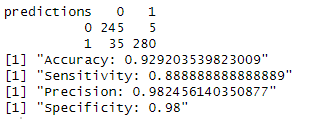 predictions 0 1
0 245 5
1 35 280
[1] "Accuracy: 0.929203539823009"
[1] "Sensitivity: 0.888888888888889"
[1] "Precision: 0.982456140350877"
[1] "Specificity: 0.98"